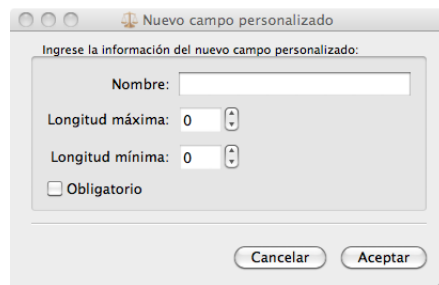 Nuevo campo personalizado
Ingrese la información del nuevo campo personalizado:
Nombre:
Longitud máxima: 0
Longitud mínima: 0
Obligatorio
Cancelar Aceptar